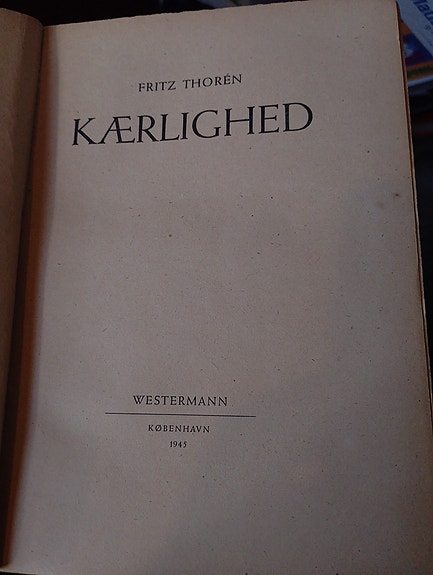 FRITZ THORÉN
KÆRLIGHED
WESTERMANN
KØBENHAVN
1945